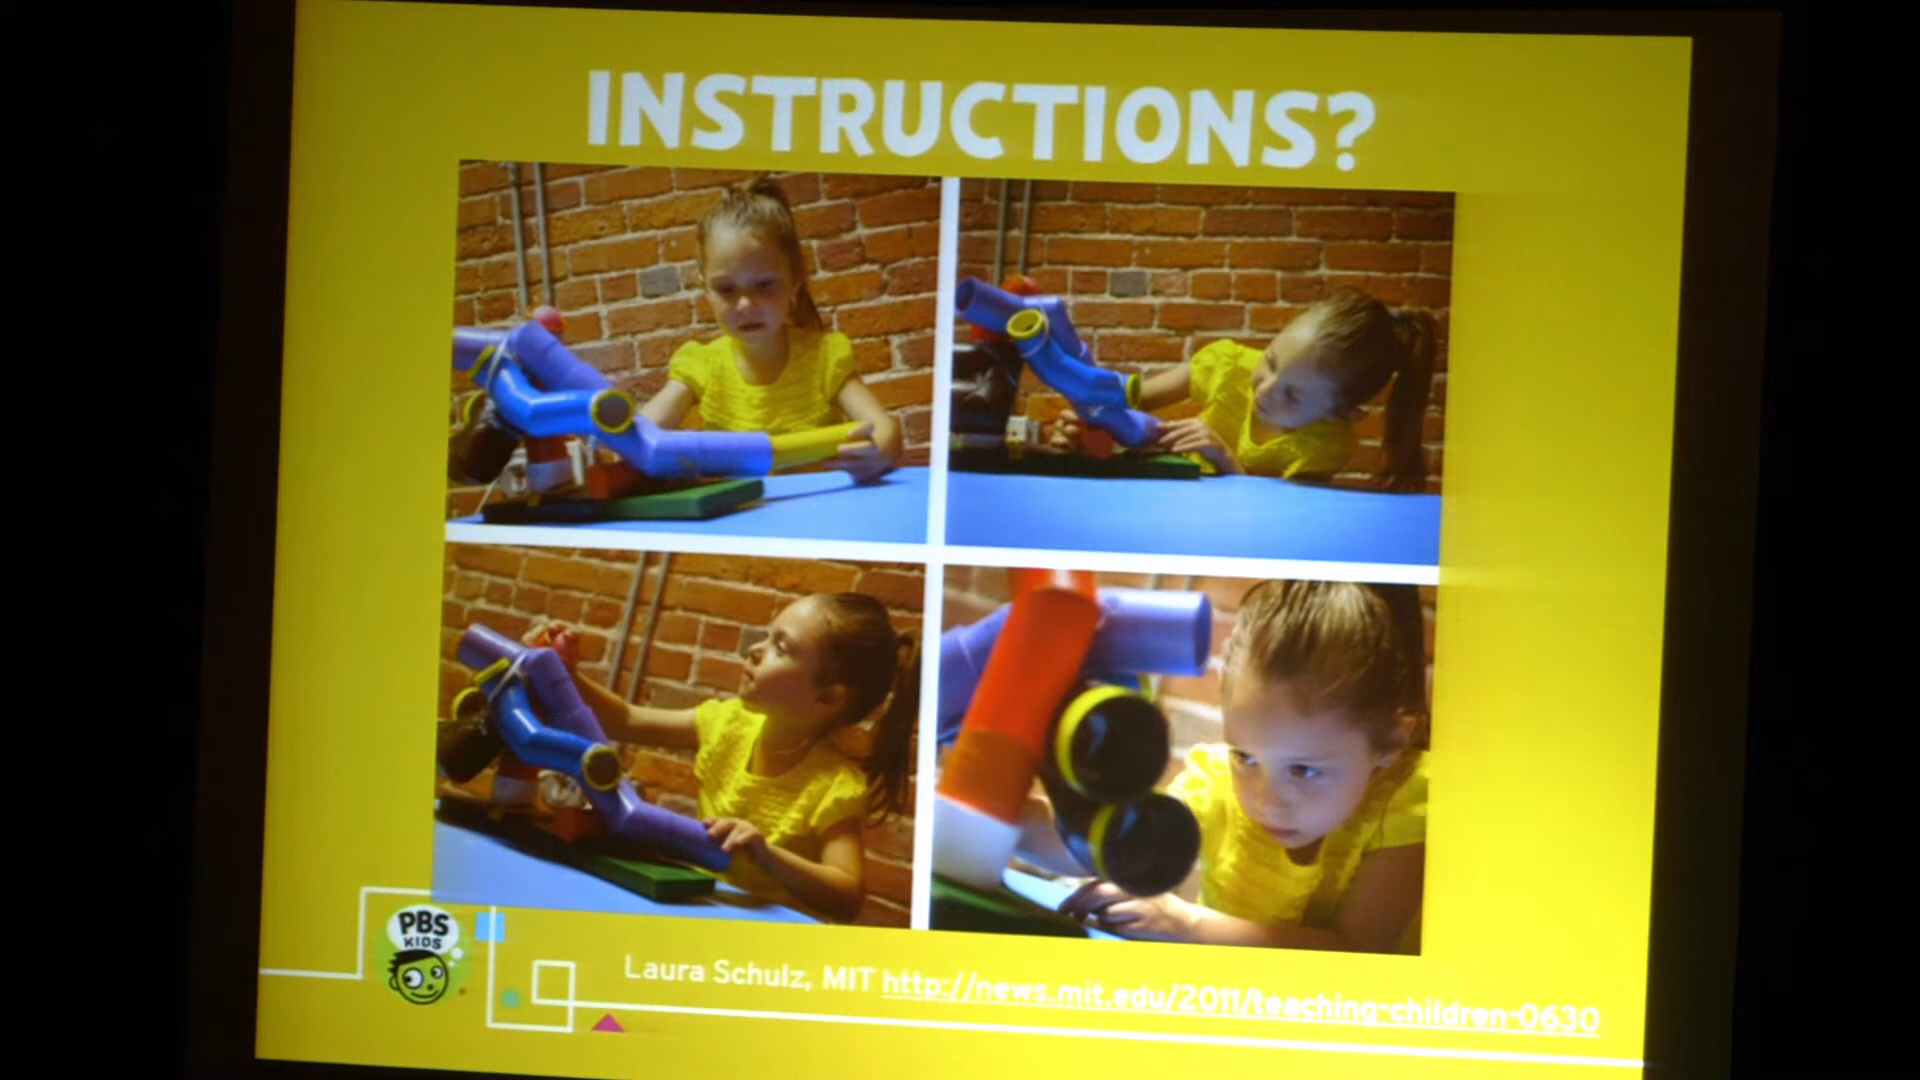 INSTRUCTIONS?
PBS
KIDS
Laura Schulz, MIT http://news.mit.edu/2011/teaching-children-0630